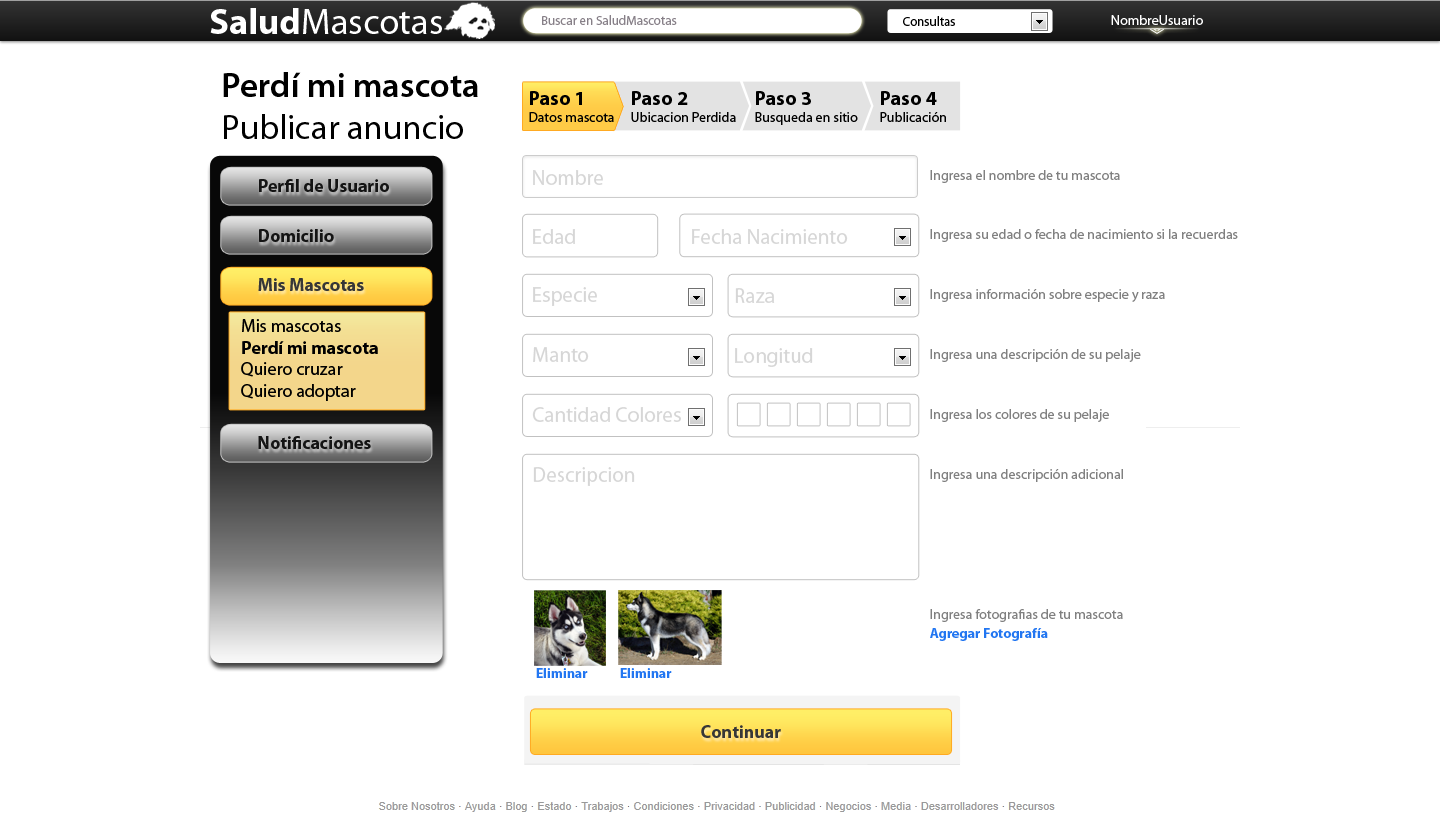 SaludMascotas
Buscar en SaludMascotas
Consultas
NombreUsuario
Perdí mi mascota
Publicar anuncio
Perfil de Usuario
Domicilio
Mis Mascotas
Mis mascotas
Perdí mi mascota
Quiero cruzar
Quiero adoptar
Notificaciones
Paso 1
Datos mascota
Paso 2
Ubicacion Perdida
Paso 3
Busqueda en sitio
Paso 4
Publicación
Nombre
Ingresa el nombre de tu mascota
Edad
Fecha Nacimiento
Ingresa su edad o fecha de nacimiento si la recuerdas
Especie
Raza
Ingresa información sobre especie y raza
Manto
Longitud
Ingresa una descripción de su pelaje
Cantidad Colores
Ingresa los colores de su pelaje
Descripcion
Ingresa una descripción adicional
Ingresa fotografias de tu mascota
Agregar Fotografía
Eliminar
Eliminar
Continuar
Sobre Nosotros · Ayuda · Blog · Estado · Trabajos · Condiciones · Privacidad · Publicidad · Negocios · Media · Desarrolladores · Recursos